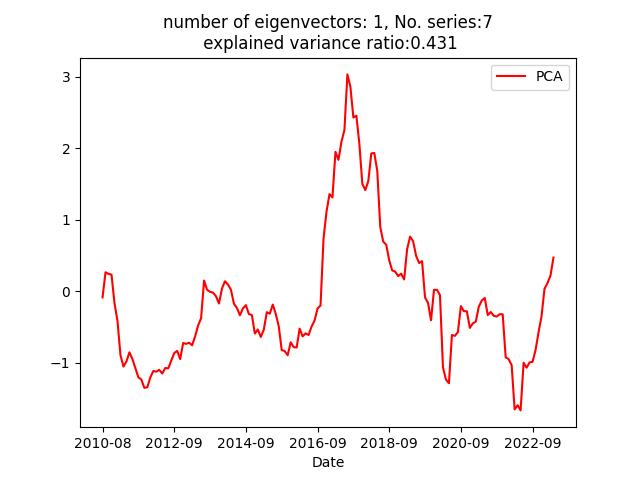 number of eigenvectors: 1, No. series:7
explained variance ratio:0.431
PCA
3
2
1
0
−1
2010-08 2012-09 2014-09 2016-09 2018-09 2020-09 2022-09
Date